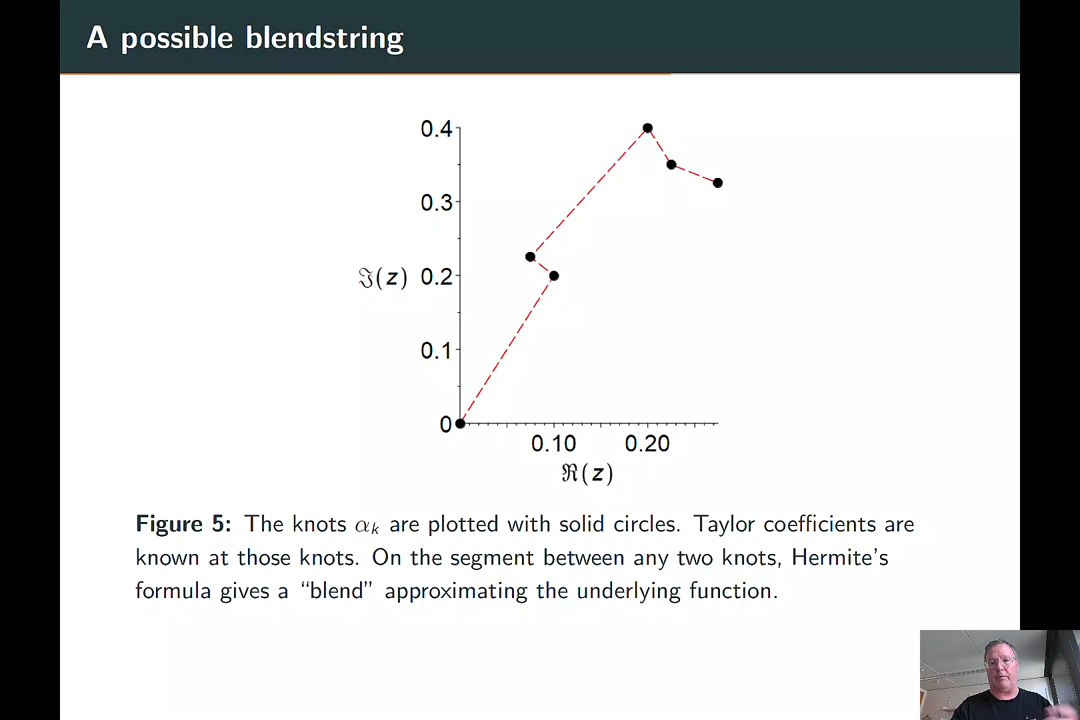 A possible blendstring
0.4
0.3
ℑ(z) 0.2
0.1
0
0.10 0.20
ℜ(z)
Figure 5: The knots αₖ are plotted with solid circles. Taylor coefficients are
known at those knots. On the segment between any two knots, Hermite's
formula gives a “blend” approximating the underlying function.